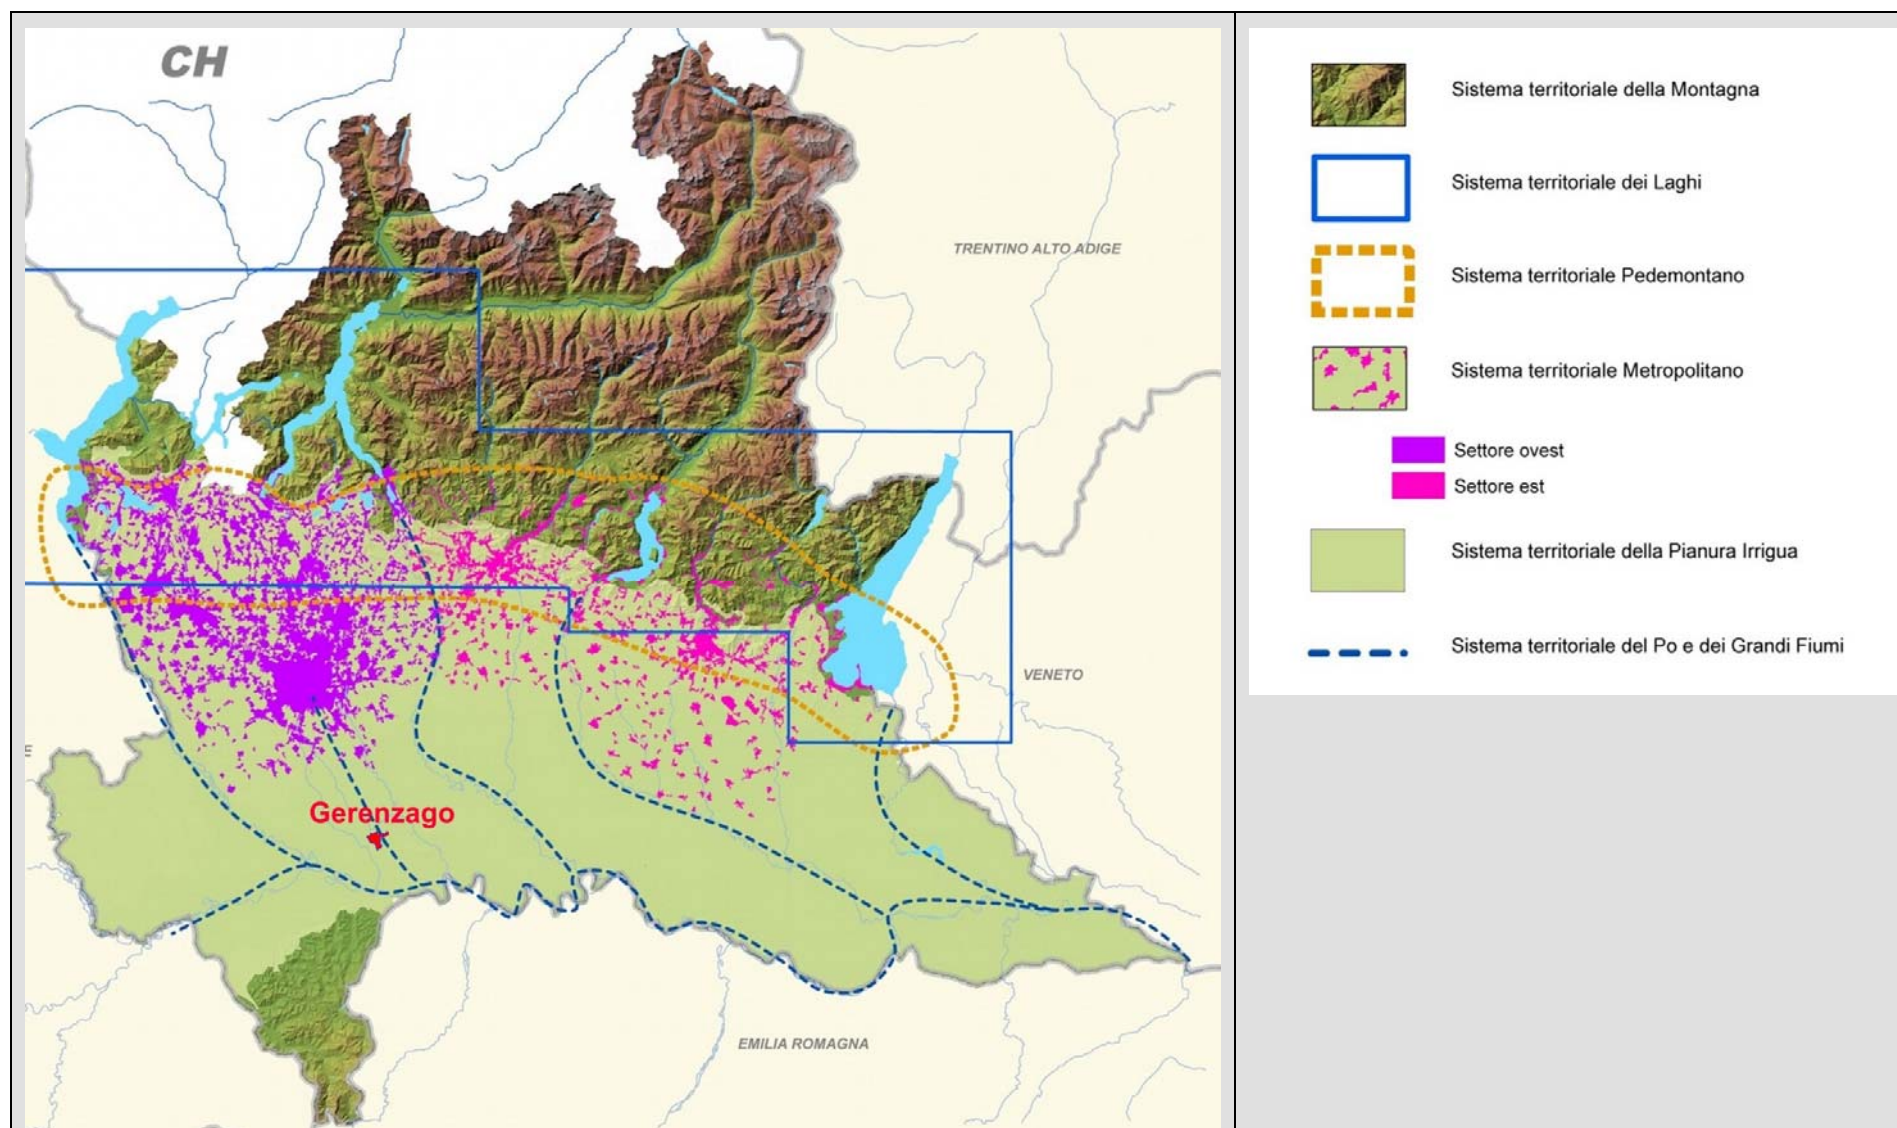 CH
TRENTINO ALTO ADIGE
VENETO
E
Gerenzago
EMILIA ROMAGNA
Sistema territoriale della Montagna
Sistema territoriale dei Laghi
Sistema territoriale Pedemontano
Sistema territoriale Metropolitano
Settore ovest
Settore est
Sistema territoriale della Pianura Irrigua
Sistema territoriale del Po e dei Grandi Fiumi